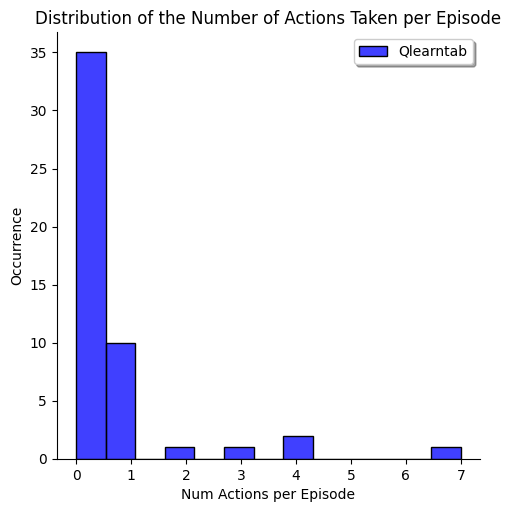 Distribution of the Number of Actions Taken per Episode
Qlearntab
35
30
25
20
15
10
5
0
Occurrence
0 1 2 3 4 5 6 7
Num Actions per Episode